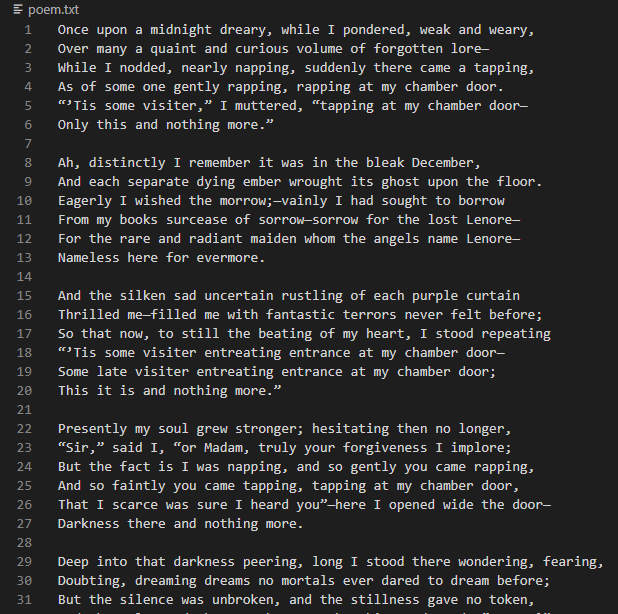 poem.txt
1 Once upon a midnight dreary, while I pondered, weak and weary,
2 Over many a quaint and curious volume of forgotten lore—
3 While I nodded, nearly napping, suddenly there came a tapping,
4 As of some one gently rapping, rapping at my chamber door.
5 “’Tis some visiter,” I muttered, “tapping at my chamber door—
6 Only this and nothing more.”
7
8 Ah, distinctly I remember it was in the bleak December,
9 And each separate dying ember wrought its ghost upon the floor.
10 Eagerly I wished the morrow;—vainly I had sought to borrow
11 From my books surcease of sorrow—sorrow for the lost Lenore—
12 For the rare and radiant maiden whom the angels name Lenore—
13 Nameless here for evermore.
14
15 And the silken sad uncertain rustling of each purple curtain
16 Thrilled me—filled me with fantastic terrors never felt before;
17 So that now, to still the beating of my heart, I stood repeating
18 “’Tis some visiter entreating entrance at my chamber door—
19 Some late visiter entreating entrance at my chamber door;
20 This it is and nothing more.”
21
22 Presently my soul grew stronger; hesitating then no longer,
23 “Sir,” said I, “or Madam, truly your forgiveness I implore;
24 But the fact is I was napping, and so gently you came rapping,
25 And so faintly you came tapping, tapping at my chamber door,
26 That I scarce was sure I heard you”—here I opened wide the door—
27 Darkness there and nothing more.
28
29 Deep into that darkness peering, long I stood there wondering, fearing,
30 Doubting, dreaming dreams no mortals ever dared to dream before;
31 But the silence was unbroken, and the stillness gave no token,